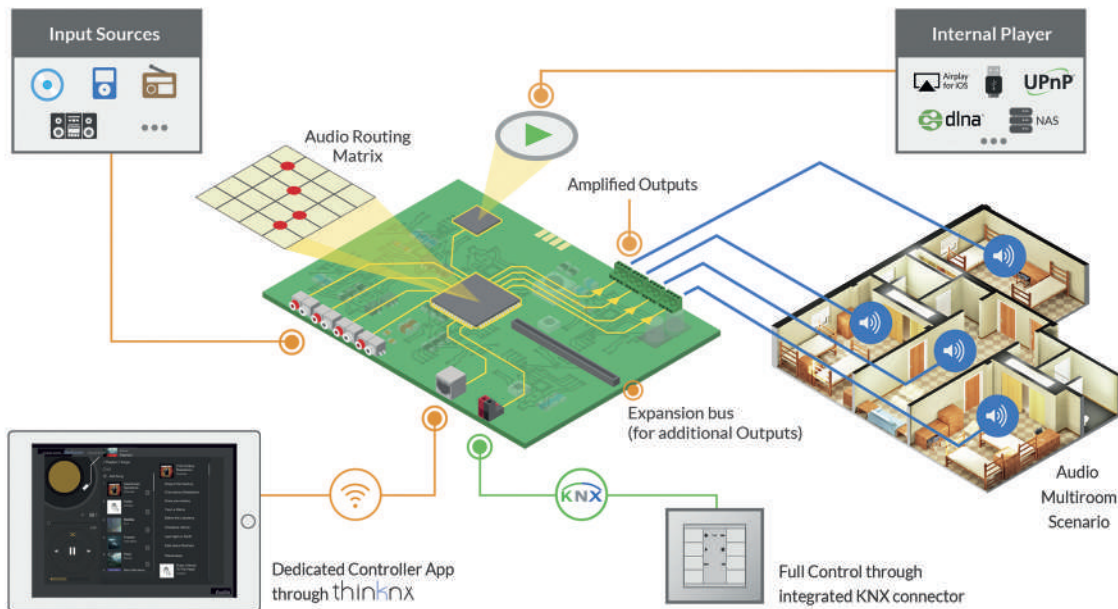 Input Sources
Internal Player
Airplay
for iOS
UPnP
dlna
NAS
Audio Routing
Matrix
Amplified Outputs
Expansion bus
(for additional Outputs)
Audio
Multiroom
Scenario
KNX
Dedicated Controller App
through thinknx
Full Control through
integrated KNX connector